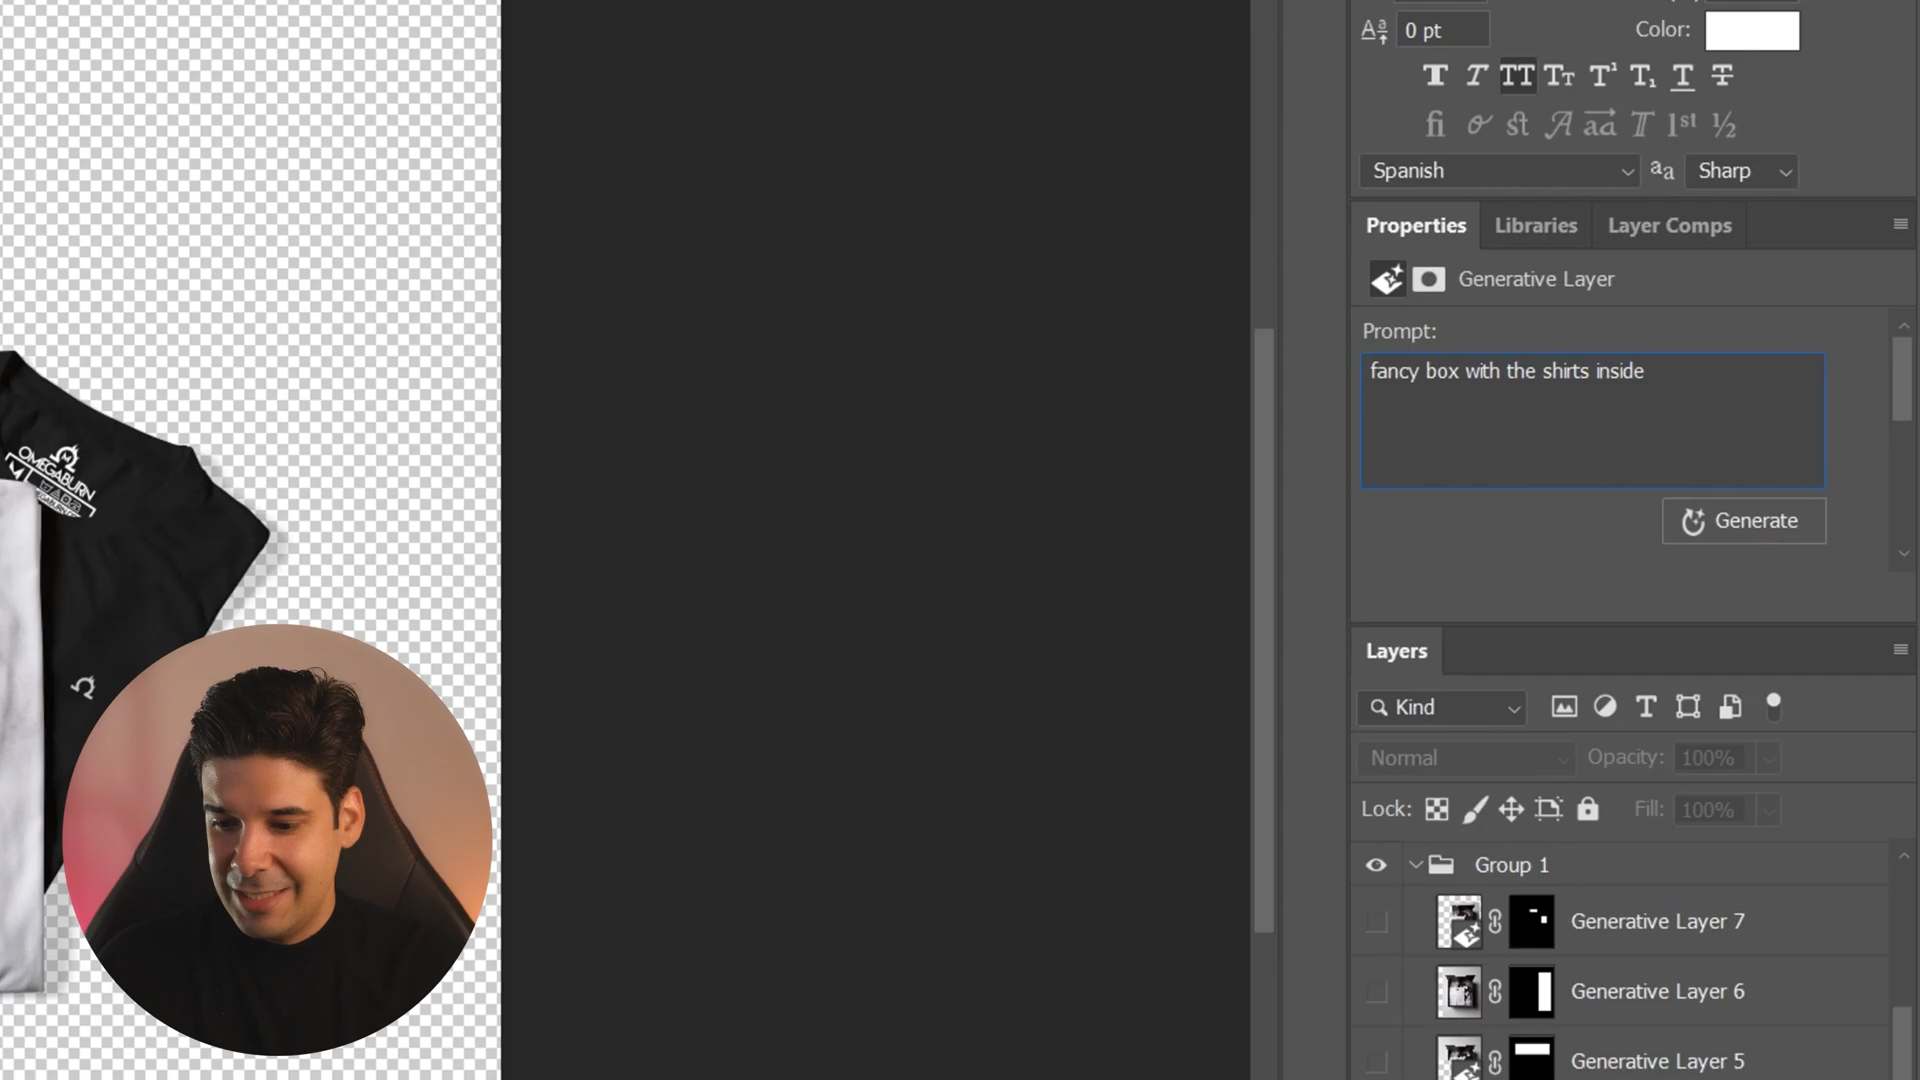 0 pt
Color:
Spanish
Sharp
Properties
Libraries
Layer Comps
Generative Layer
Prompt:
fancy box with the shirts inside
Generate
Layers
Kind
Normal
Opacity:
100%
Lock:
Fill:
100%
Group 1
Generative Layer 7
Generative Layer 6
Generative Layer 5
OMEGABURN
M